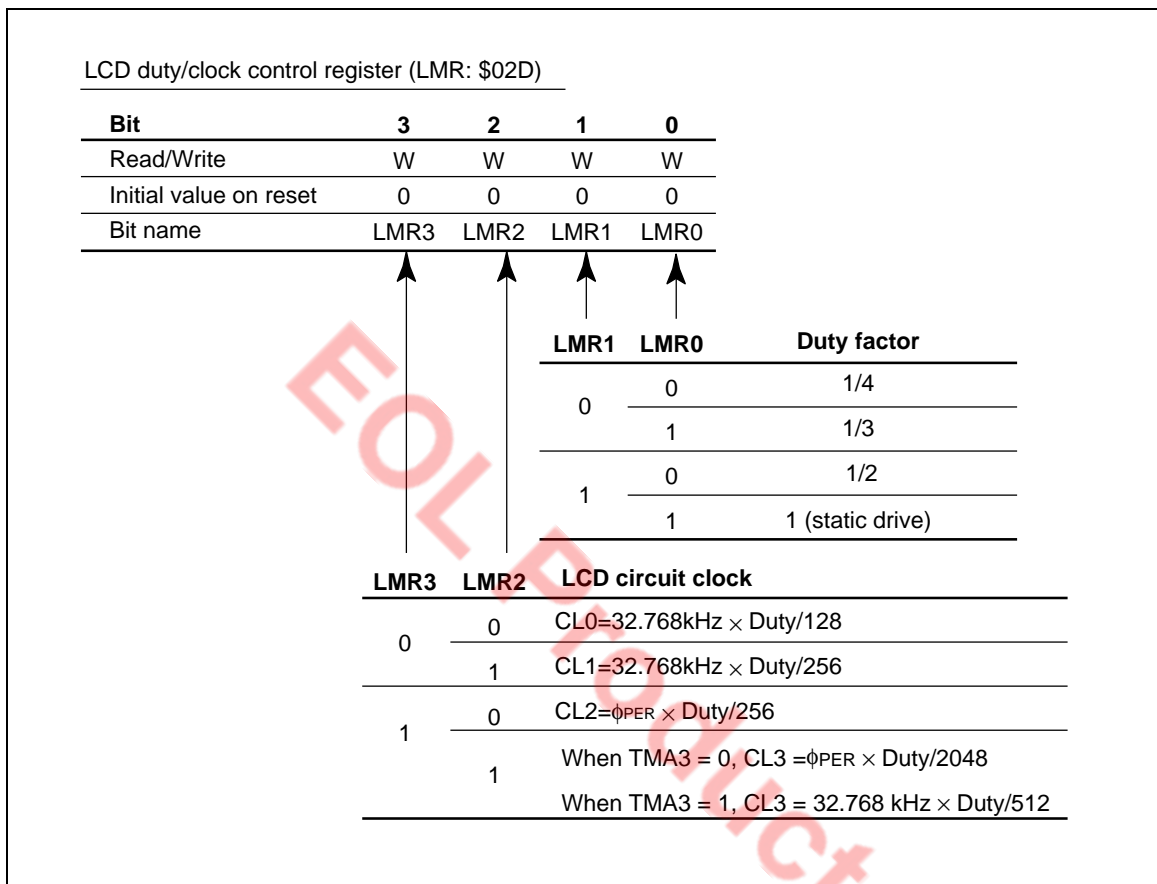 LCD duty/clock control register (LMR: $02D)
Bit 3 2 1 0
Read/Write W W W W
Initial value on reset 0 0 0 0
Bit name LMR3 LMR2 LMR1 LMR0
LMR1 LMR0 Duty factor
0 0 1/4
1 1/3
1 0 1/2
1 1 (static drive)
LMR3 LMR2 LCD circuit clock
0 0 CL0=32.768kHz × Duty/128
1 CL1=32.768kHz × Duty/256
1 0 CL2=ϕPER × Duty/256
1 When TMA3 = 0, CL3 =ϕPER × Duty/2048
When TMA3 = 1, CL3 = 32.768 kHz × Duty/512
EOL Product